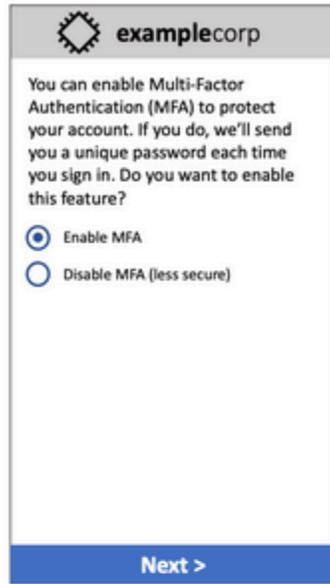 examplecorp
You can enable Multi-Factor
Authentication (MFA) to protect
your account. If you do, we'll send
you a unique password each time
you sign in. Do you want to enable
this feature?
Enable MFA
Disable MFA (less secure)
Next >